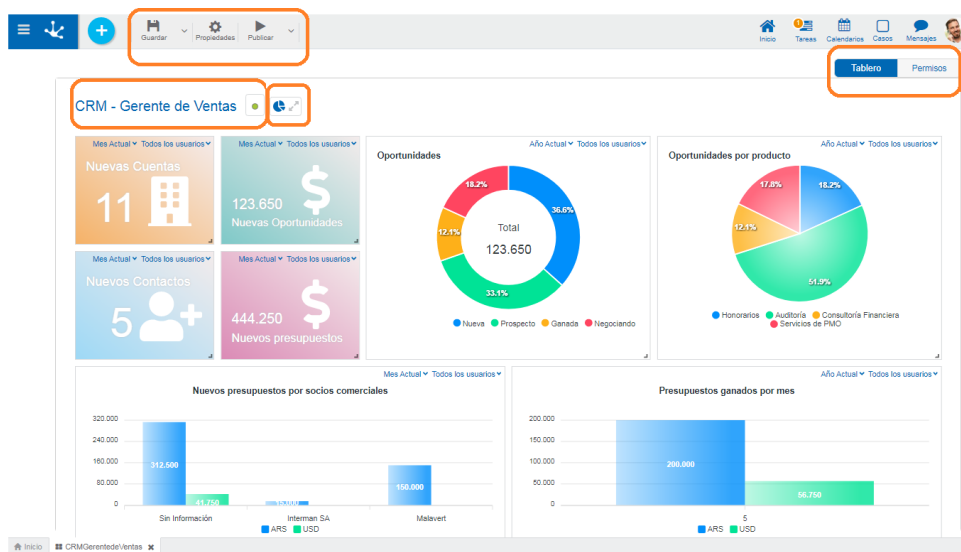 Guardar Propiedades Publicar
1
Inicio Tareas Calendarios Casos Mensajes
Tablero Permisos
CRM - Gerente de Ventas
Mes Actual Todos los usuarios
Nuevas Cuentas
11
Mes Actual Todos los usuarios
$
123.650
Nuevas Oportunidades
Mes Actual Todos los usuarios
Nuevos Contactos
5
Mes Actual Todos los usuarios
$
444.250
Nuevos presupuestos
Año Actual Todos los usuarios
Oportunidades
18.2%
36.6%
12.1%
Total
123.650
33.1%
Nueva Prospecto Ganada Negociando
Año Actual Todos los usuarios
Oportunidades por producto
17.8%
18.2%
12.1%
51.9%
Honorarios Auditoría Consultoría Financiera
Servicios de PMO
Mes Actual Todos los usuarios
Nuevos presupuestos por socios comerciales
320.000
240.000
160.000
80.000
0
312.500
41.750
15.000
150.000
Sin Información Interman SA Malavert
ARS USD
Año Actual Todos los usuarios
Presupuestos ganados por mes
200.000
150.000
100.000
50.000
0
200.000
56.750
5
ARS USD
Inicio CRMGerentedeVentas